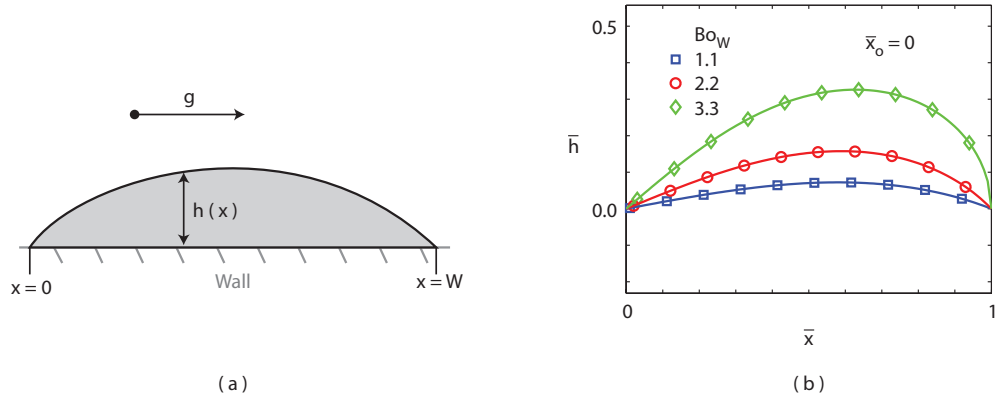 g
h ( x )
x = 0
Wall
x = W
( a )
0.5
h̅
0.0
Bo_W
1.1
2.2
3.3
x̅_o = 0
0
1
x̅
( b )